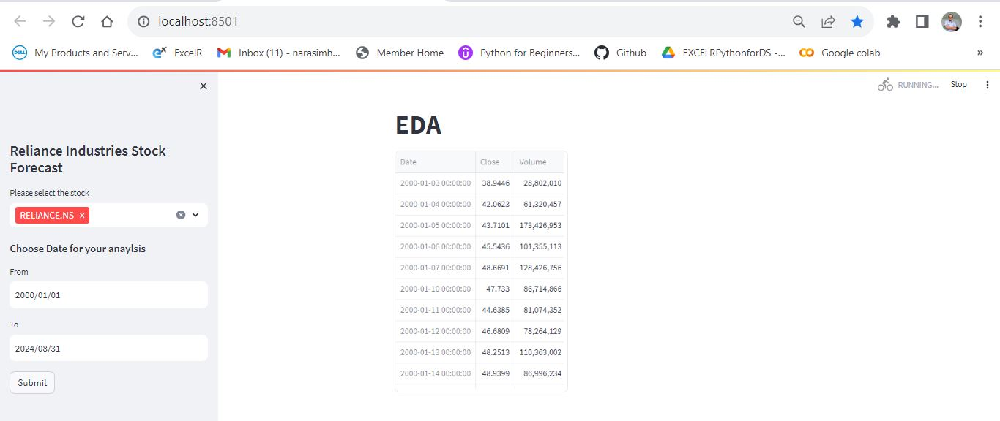 localhost:8501
DELL My Products and Serv... ExcelR Inbox (11) - narasimh... Member Home Python for Beginners... Github EXCELRPythonforDS -... Google colab »
RUNNING... Stop
Reliance Industries Stock
Forecast
Please select the stock
RELIANCE.NS x
Choose Date for your anaylsis
From
2000/01/01
To
2024/08/31
Submit
EDA
Date Close Volume
2000-01-03 00:00:00 38.9446 28,802,010
2000-01-04 00:00:00 42.0623 61,320,457
2000-01-05 00:00:00 43.7101 173,426,953
2000-01-06 00:00:00 45.5436 101,355,113
2000-01-07 00:00:00 48.6691 128,426,756
2000-01-10 00:00:00 47.733 86,714,866
2000-01-11 00:00:00 44.6385 81,074,352
2000-01-12 00:00:00 46.6809 78,264,129
2000-01-13 00:00:00 48.2513 110,363,002
2000-01-14 00:00:00 48.9399 86,996,234